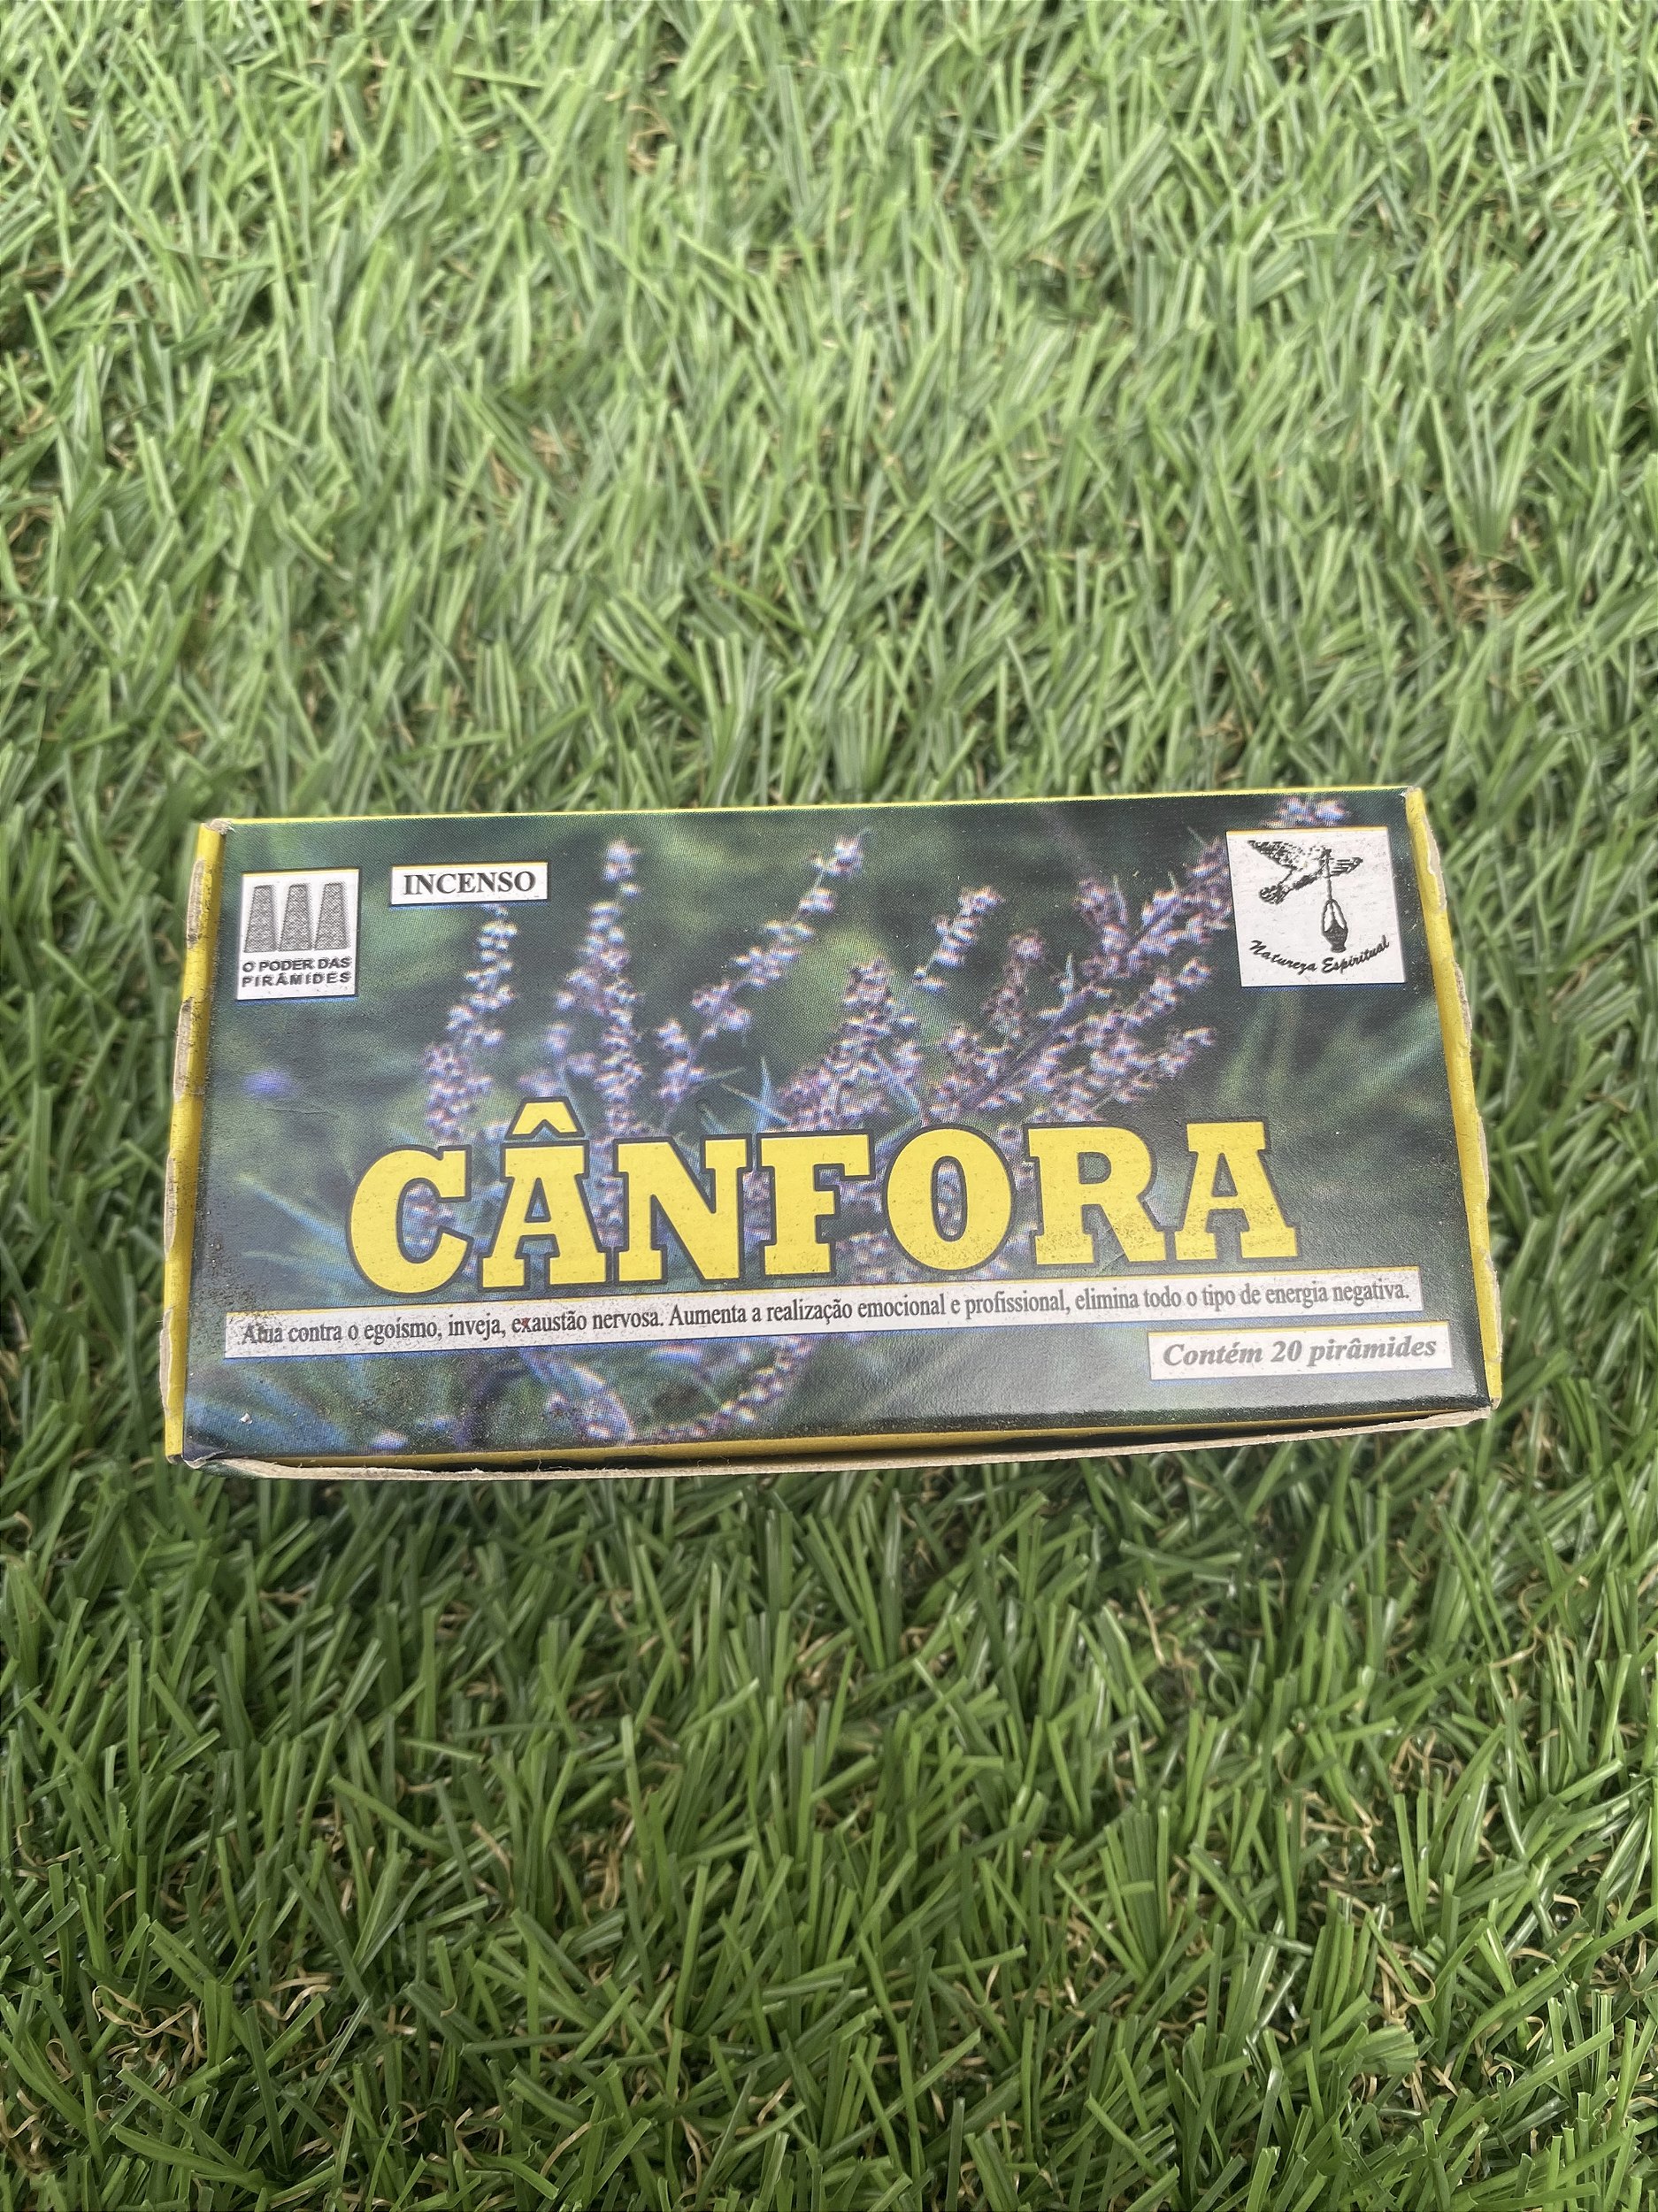 INCENSO
O PODER DAS
PIRÂMIDES
Natureza Espiritual
CÂNFORA
Atua contra o egoísmo, inveja, exaustão nervosa. Aumenta a realização emocional e profissional, elimina todo o tipo de energia negativa.
Contém 20 pirâmides